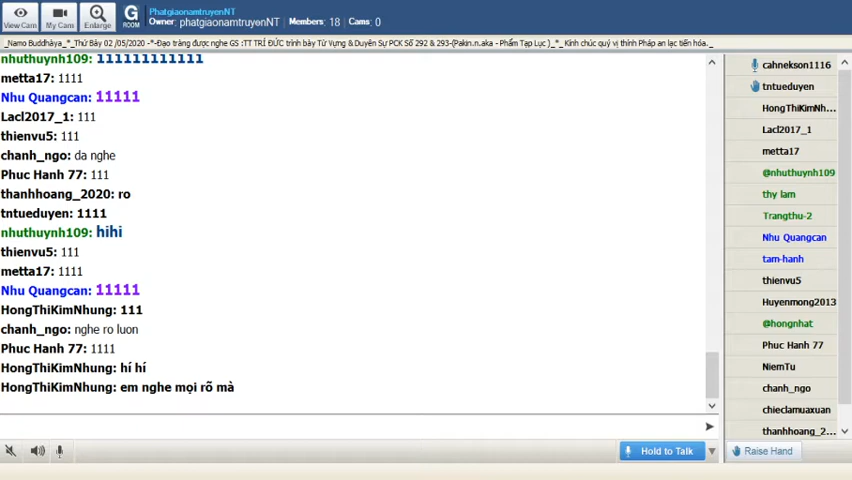 View Cam
My Cams
Enlarge
G
ROOM
PhatgiaonamtruyenNT
Owner: phatgiaonamtruyenNT Members: 18 Cams: 0
_Namo Buddhàya_*_Thứ Bảy 02 /05/2020 -*-Đạo tràng được nghe GS :TT TRÍ ĐỨC trình bày Từ Vựng & Duyên Sự PCK Số 292 & 293-(Pakin.n.aka - Phẩm Tạp Lục )_*_ Kính chúc quý vị thính Pháp an lạc tiến hóa._
nhuthuynh109: 111111111111
metta17: 1111
Nhu Quangcan: 11111
Lacl2017_1: 111
thienvu5: 111
chanh_ngo: da nghe
Phuc Hanh 77: 111
thanhhoang_2020: ro
tntueduyen: 1111
nhuthuynh109: hihi
thienvu5: 111
metta17: 1111
Nhu Quangcan: 11111
HongThiKimNhung: 111
chanh_ngo: nghe ro luon
Phuc Hanh 77: 1111
HongThiKimNhung: hí hí
HongThiKimNhung: em nghe mọi rõ mà
Hold to Talk
cahnekson1116
tntueduyen
HongThiKimNh...
Lacl2017_1
metta17
@nhuthuynh109
thy lam
Trangthu-2
Nhu Quangcan
tam-hanh
thienvu5
Huyenmong2013
@hongnhat
Phuc Hanh 77
NiemTu
chanh_ngo
chieclamuaxuan
thanhhoang_2...
Raise Hand